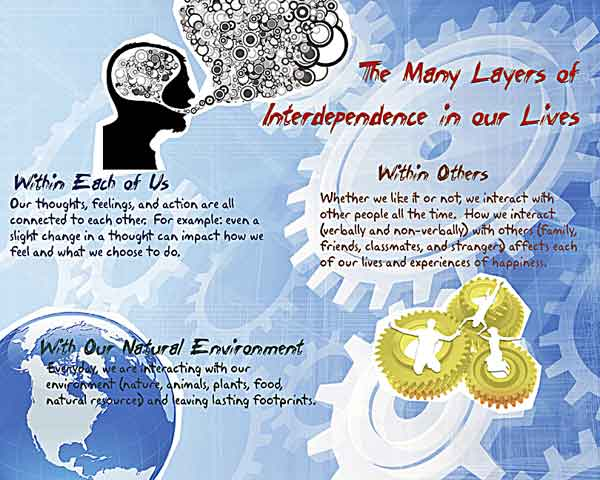 The Many Layers of
Interdependence in our Lives
Within Each of Us
Our thoughts, feelings, and action are all
connected to each other. For example: even a
slight change in a thought can impact how we
feel and what we choose to do.
Within Others
Whether we like it or not, we interact with
other people all the time. How we interact
(verbally and non-verbally) with others (family,
friends, classmates, and stranger) affects each
of our lives and experiences of happiness.
With Our Natural Environment
Everyday, we are interacting with our
environment (nature, animals, plants, food,
natural resources) and leaving lasting footprints.